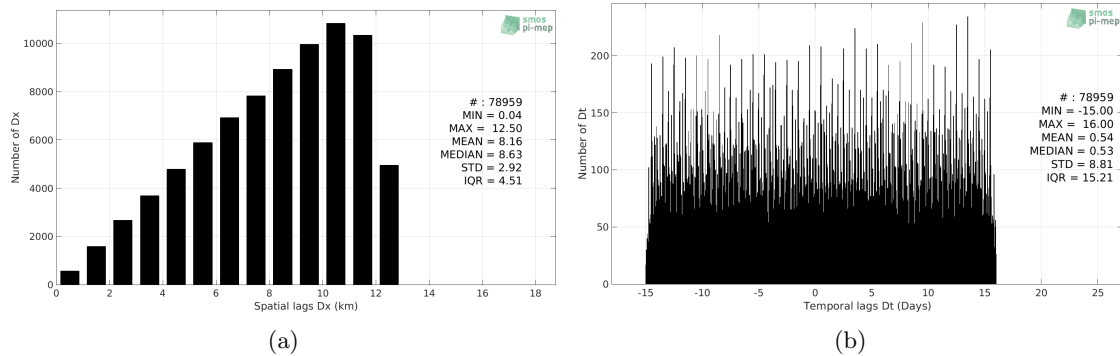 smos
pi-mep
Number of Dx
10000
8000
6000
4000
2000
0
# : 78959
MIN = 0.04
MAX = 12.50
MEAN = 8.16
MEDIAN = 8.63
STD = 2.92
IQR = 4.51
0 2 4 6 8 10 12 14 16 18
Spatial lags Dx (km)
(a)
smos
pi-mep
Number of Dt
200
150
100
50
0
# : 78959
MIN = -15.00
MAX = 16.00
MEAN = 0.54
MEDIAN = 0.53
STD = 8.81
IQR = 15.21
-15 -10 -5 0 5 10 15 20 25
Temporal lags Dt (Days)
(b)